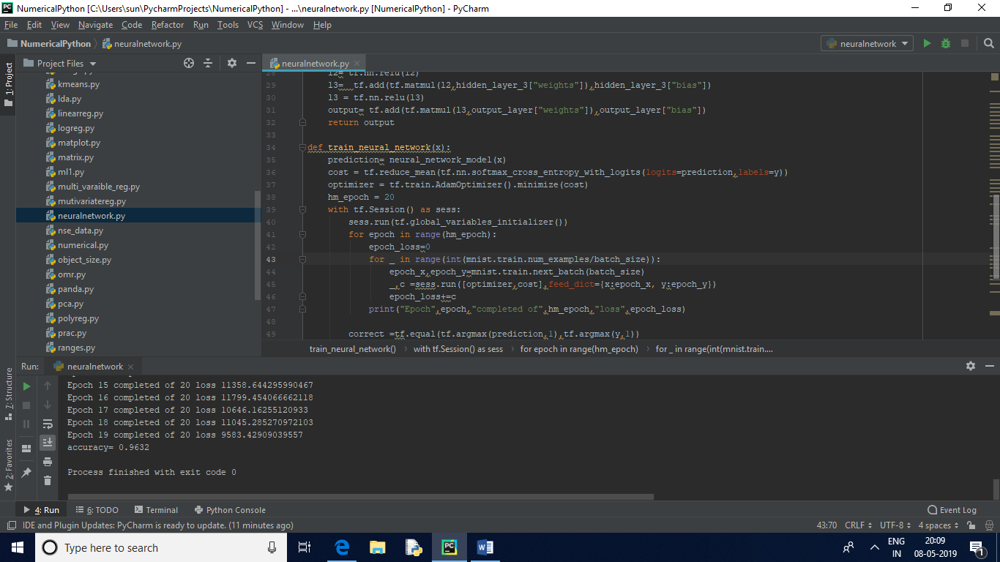 NumericalPython [C:\Users\sun\PycharmProjects\NumericalPython] - ...\neuralnetwork.py [NumericalPython] - PyCharm
File Edit View Navigate Code Refactor Run Tools VCS Window Help
NumericalPython neuralnetwork.py neuralnetwork
1: Project
Project Files
kmeans.py
lda.py
linearreg.py
logreg.py
matplot.py
matrix.py
ml1.py
multi_varaible_reg.py
mutivariatereg.py
neuralnetwork.py
nse_data.py
numerical.py
object_size.py
omr.py
panda.py
pca.py
polyreg.py
prac.py
ranges.py
neuralnetwork.py
28 l2= tf.nn.relu(l2)
29 l3= tf.add(tf.matmul(l2,hidden_layer_3["weights"]),hidden_layer_3["bias"])
30 l3 = tf.nn.relu(l3)
31 output= tf.add(tf.matmul(l3,output_layer["weights"]),output_layer["bias"])
32 return output
33
34 def train_neural_network(x):
35 prediction= neural_network_model(x)
36 cost = tf.reduce_mean(tf.nn.softmax_cross_entropy_with_logits(logits=prediction,labels=y))
37 optimizer = tf.train.AdamOptimizer().minimize(cost)
38 hm_epoch = 20
39 with tf.Session() as sess:
40 sess.run(tf.global_variables_initializer())
41 for epoch in range(hm_epoch):
42 epoch_loss=0
43 for _ in range(int(mnist.train.num_examples/batch_size)):
44 epoch_x,epoch_y=mnist.train.next_batch(batch_size)
45 _,c =sess.run([optimizer,cost],feed_dict={x:epoch_x, y:epoch_y})
46 epoch_loss+=c
47 print("Epoch",epoch,"completed of",hm_epoch,"loss",epoch_loss)
48
49 correct =tf.equal(tf.argmax(prediction,1),tf.argmax(y,1))
train_neural_network() with tf.Session() as sess for epoch in range(hm_epoch) for _ in range(int(mnist.train....
Run: neuralnetwork
7: Structure
2: Favorites
Epoch 15 completed of 20 loss 11358.644295990467
Epoch 16 completed of 20 loss 11799.454066662118
Epoch 17 completed of 20 loss 10646.16255120933
Epoch 18 completed of 20 loss 11045.285270972103
Epoch 19 completed of 20 loss 9583.42909039557
accuracy= 0.9632
Process finished with exit code 0
4: Run 6: TODO Terminal Python Console Event Log
IDE and Plugin Updates: PyCharm is ready to update. (11 minutes ago) 43:70 CRLF UTF-8 4 spaces
Type here to search
ENG
IN
20:09
08-05-2019
1